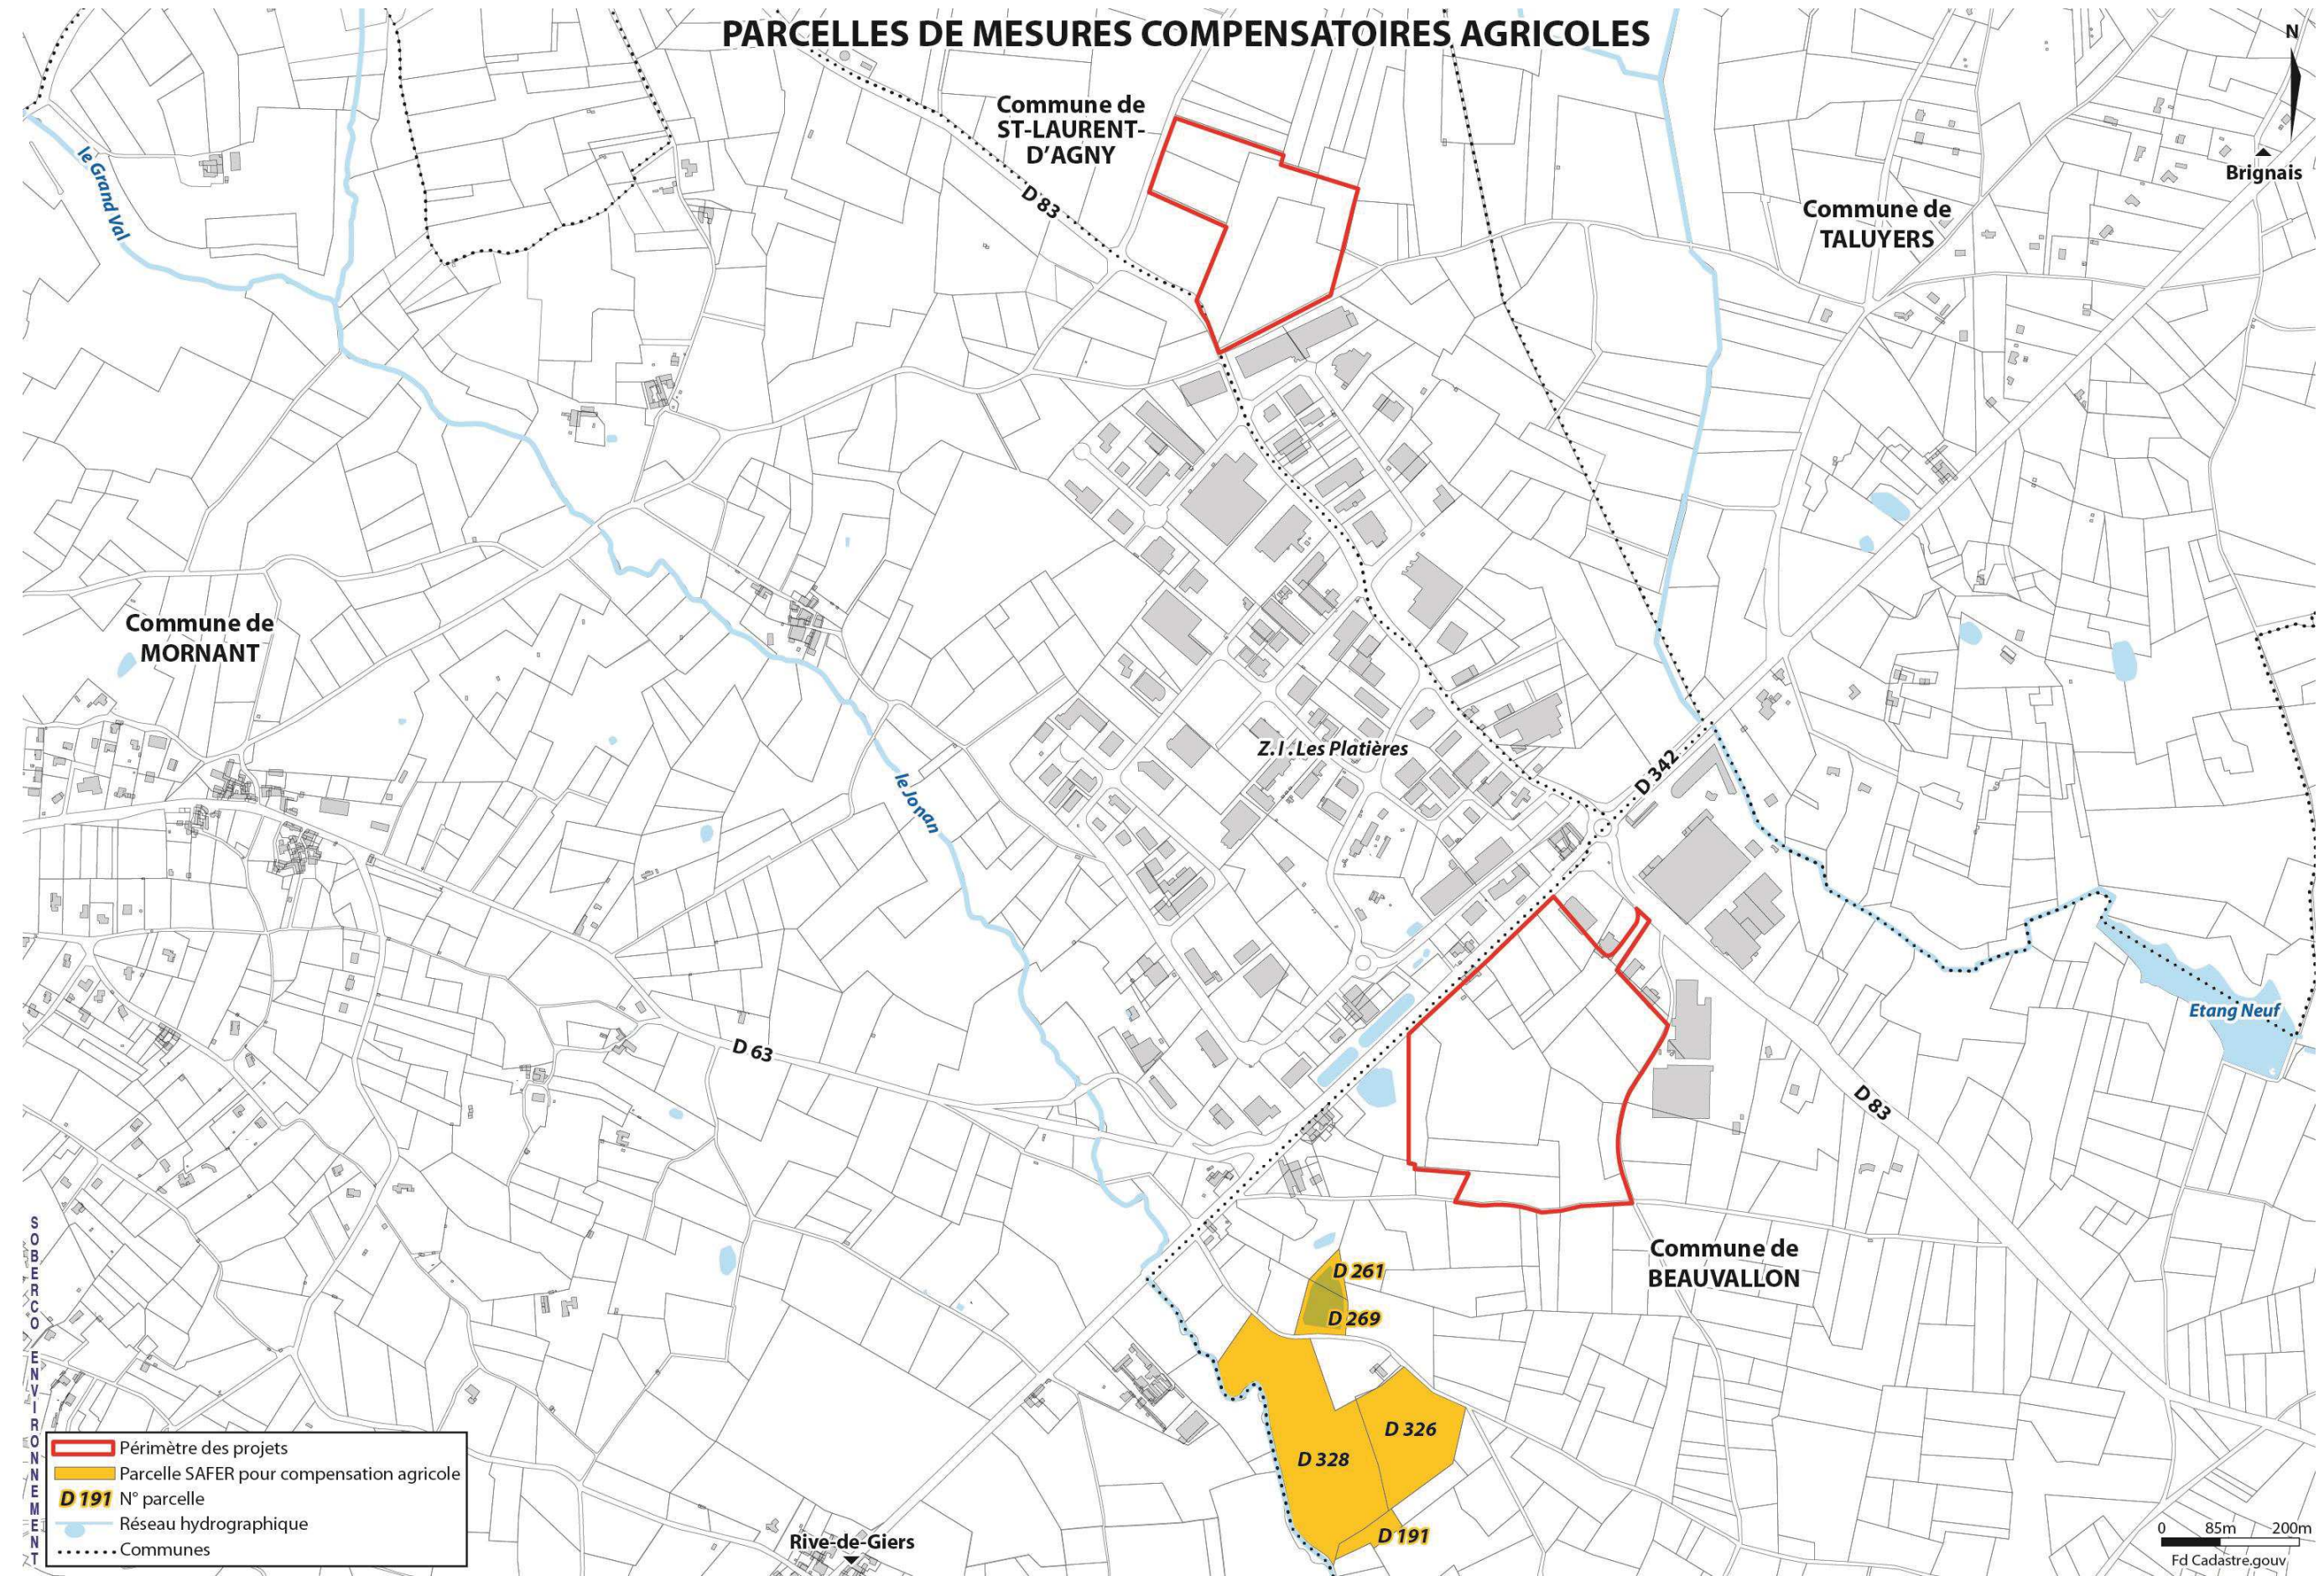 PARCELLES DE MESURES COMPENSATOIRES AGRICOLES
N
Commune de
ST-LAURENT-
D'AGNY
le Grand Val
D 83
Brignais
Commune de
TALUYERS
Commune de
MORNANT
Z.I.Les Platières
D 342
le Jonan
Etang Neuf
D 63
D 83
Commune de
BEAUVALLON
D 261
D 269
D 326
D 328
D 191
Rive-de-Giers
SOBERCO ENVIRONNEMENT
Périmètre des projets
Parcelle SAFER pour compensation agricole
D 191 N° parcelle
Réseau hydrographique
Communes
0 85m 200m
Fd Cadastre.gouv